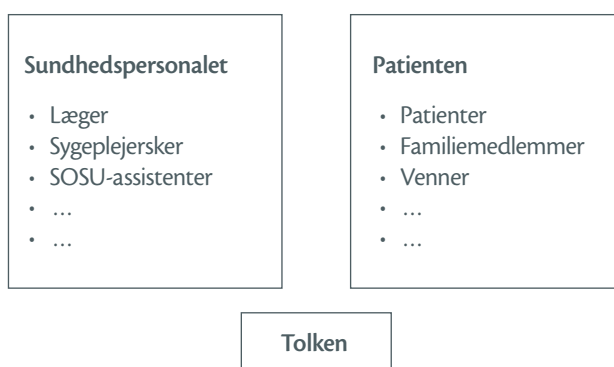 Sundhedspersonalet
• Læger
• Sygeplejersker
• SOSU-assistenter
• …
• …
Patienten
• Patienter
• Familiemedlemmer
• Venner
• …
• …
Tolken